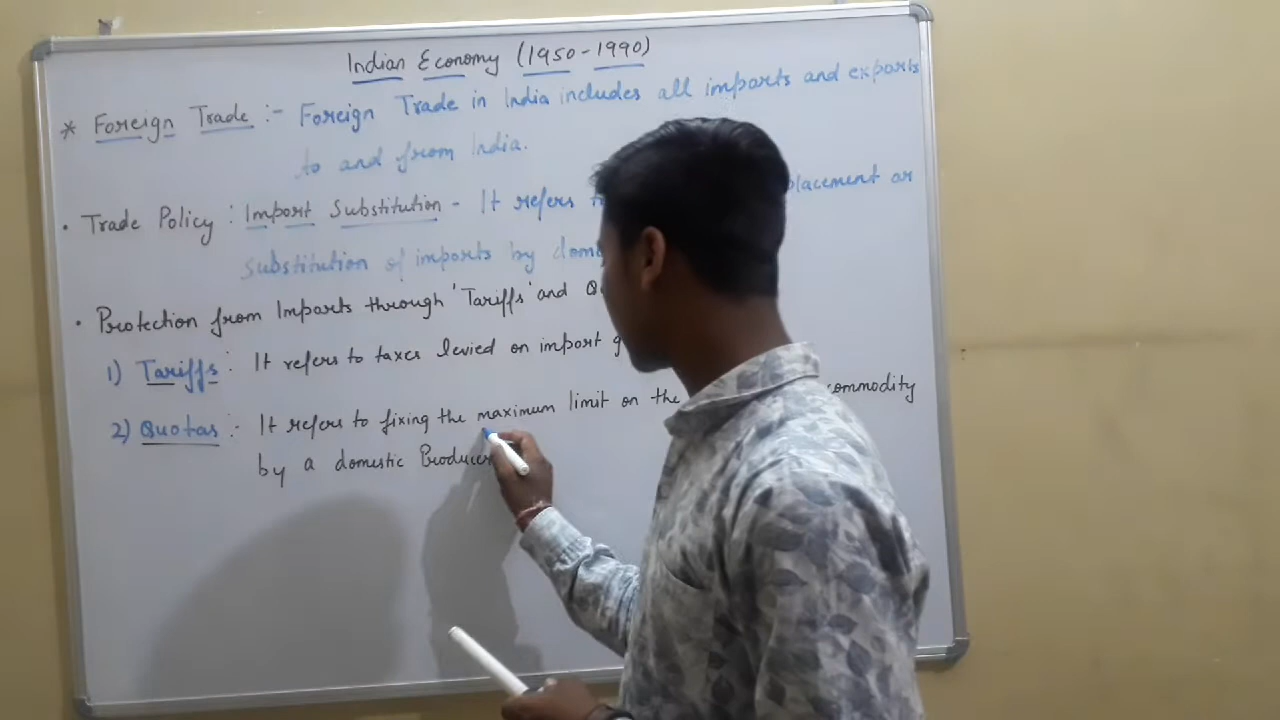 Indian Economy (1950-1990)
* Foreign Trade :- Foreign Trade in India includes all imports and exports
to and from India.
• Trade Policy : Import Substitution - It refers placement or
Substitution of imports by
• Protection from Imports through 'Tariffs' and
1) Tariffs : It refers to taxes levied on import
2) Quotas :- It refers to fixing the maximum limit on the commodity
by a domestic Producer